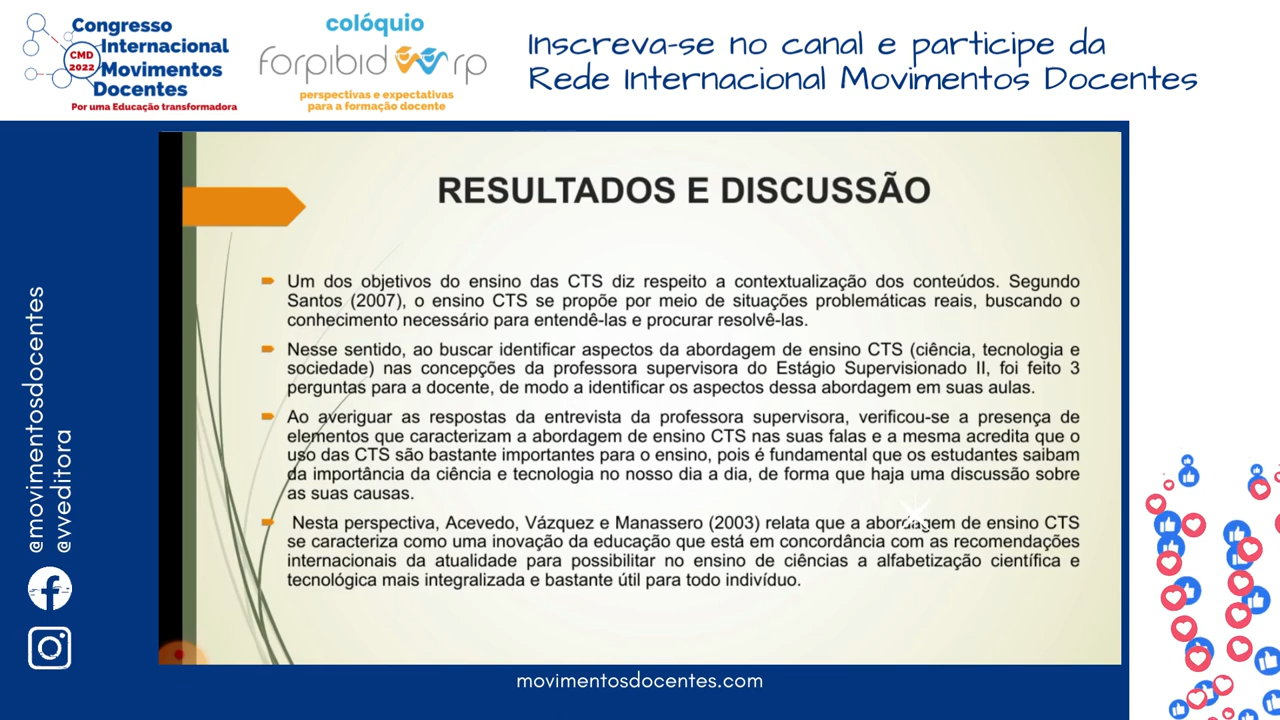 Congresso
Internacional
CMD
2022
Movimentos
Docentes
Por uma Educação transformadora
colóquio
forpibid rp
perspectivas e expectativas
para a formação docente
Inscreva-se no canal e participe da
Rede Internacional Movimentos Docentes
@movimentosdocentes
@vveditora
RESULTADOS E DISCUSSÃO
Um dos objetivos do ensino das CTS diz respeito a contextualização dos conteúdos. Segundo
Santos (2007), o ensino CTS se propõe por meio de situações problemáticas reais, buscando o
conhecimento necessário para entendê-las e procurar resolvê-las.
Nesse sentido, ao buscar identificar aspectos da abordagem de ensino CTS (ciência, tecnologia e
sociedade) nas concepções da professora supervisora do Estágio Supervisionado II, foi feito 3
perguntas para a docente, de modo a identificar os aspectos dessa abordagem em suas aulas.
Ao averiguar as respostas da entrevista da professora supervisora, verificou-se a presença de
elementos que caracterizam a abordagem de ensino CTS nas suas falas e a mesma acredita que o
uso das CTS são bastante importantes para o ensino, pois é fundamental que os estudantes saibam
da importância da ciência e tecnologia no nosso dia a dia, de forma que haja uma discussão sobre
as suas causas.
Nesta perspectiva, Acevedo, Vázquez e Manassero (2003) relata que a abordagem de ensino CTS
se caracteriza como uma inovação da educação que está em concordância com as recomendações
internacionais da atualidade para possibilitar no ensino de ciências a alfabetização científica e
tecnológica mais integralizada e bastante útil para todo indivíduo.
movimentosdocentes.com